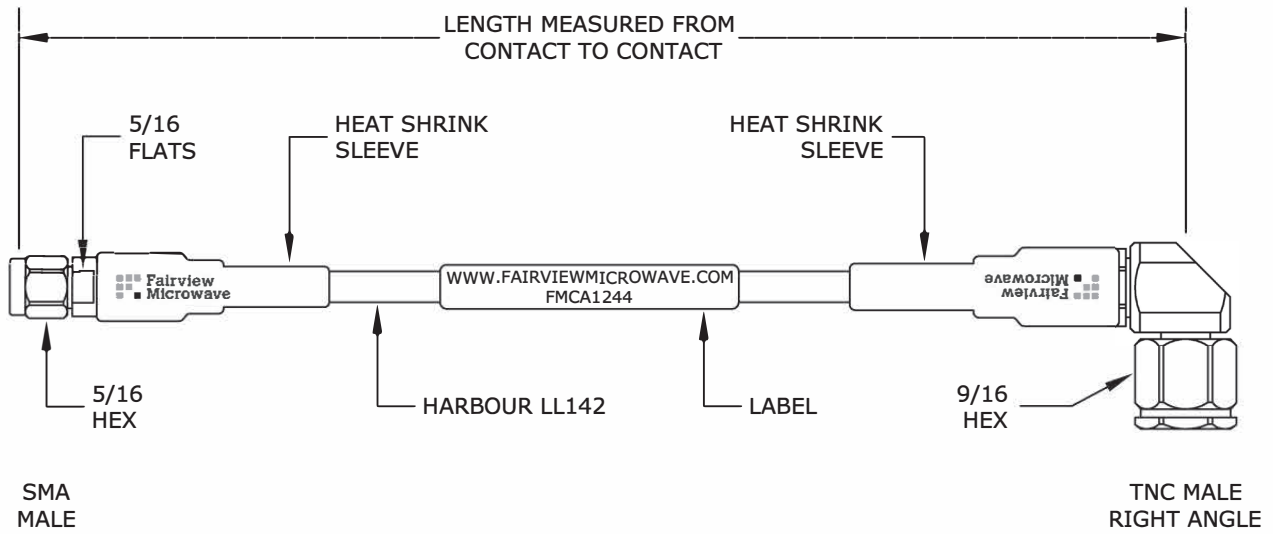 LENGTH MEASURED FROM
CONTACT TO CONTACT
5/16
FLATS
HEAT SHRINK
SLEEVE
HEAT SHRINK
SLEEVE
Fairview
Microwave
WWW.FAIRVIEWMICROWAVE.COM
FMCA1244
Fairview
Microwave
5/16
HEX
HARBOUR LL142
LABEL
9/16
HEX
SMA
MALE
TNC MALE
RIGHT ANGLE